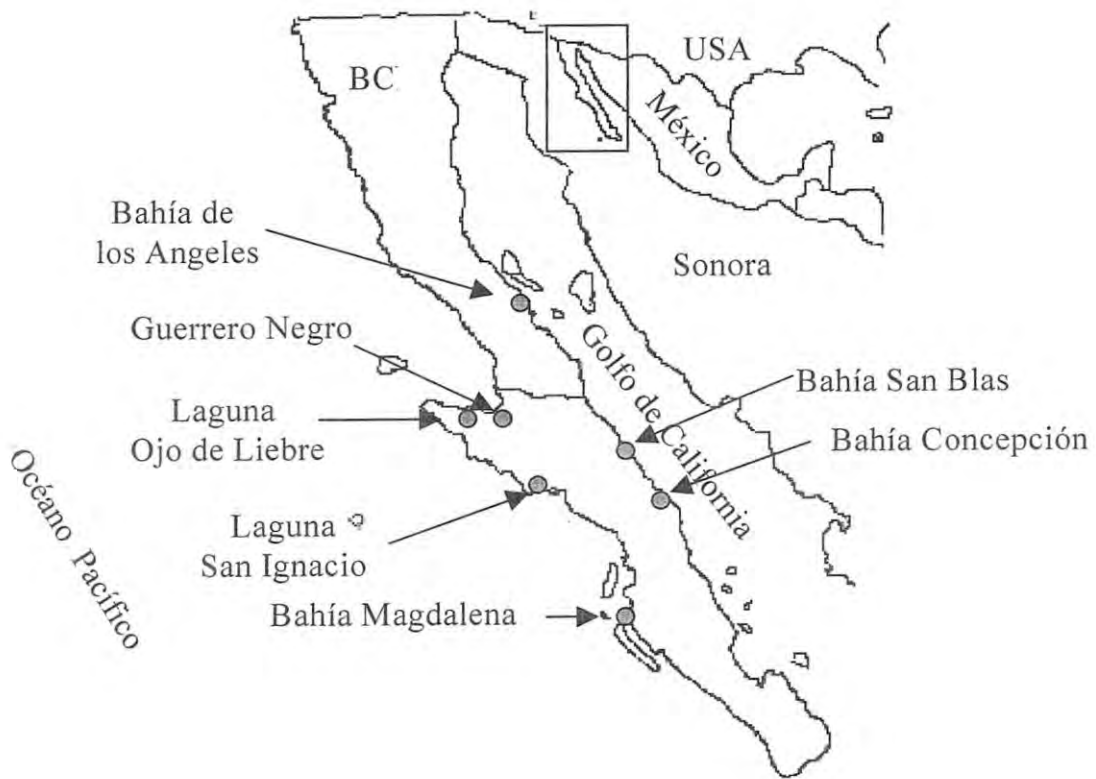 USA
BC
México
Bahía de
los Angeles
Sonora
Guerrero Negro
Golfo de California
Bahía San Blas
Laguna
Ojo de Liebre
Bahía Concepción
Océano Pacífico
Laguna
San Ignacio
Bahía Magdalena